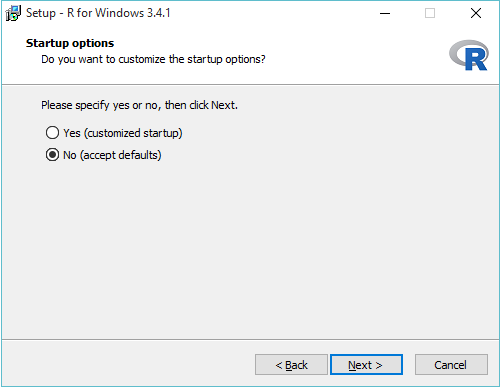 Setup - R for Windows 3.4.1
Startup options
Do you want to customize the startup options?
R
Please specify yes or no, then click Next.
Yes (customized startup)
No (accept defaults)
< Back
Next >
Cancel